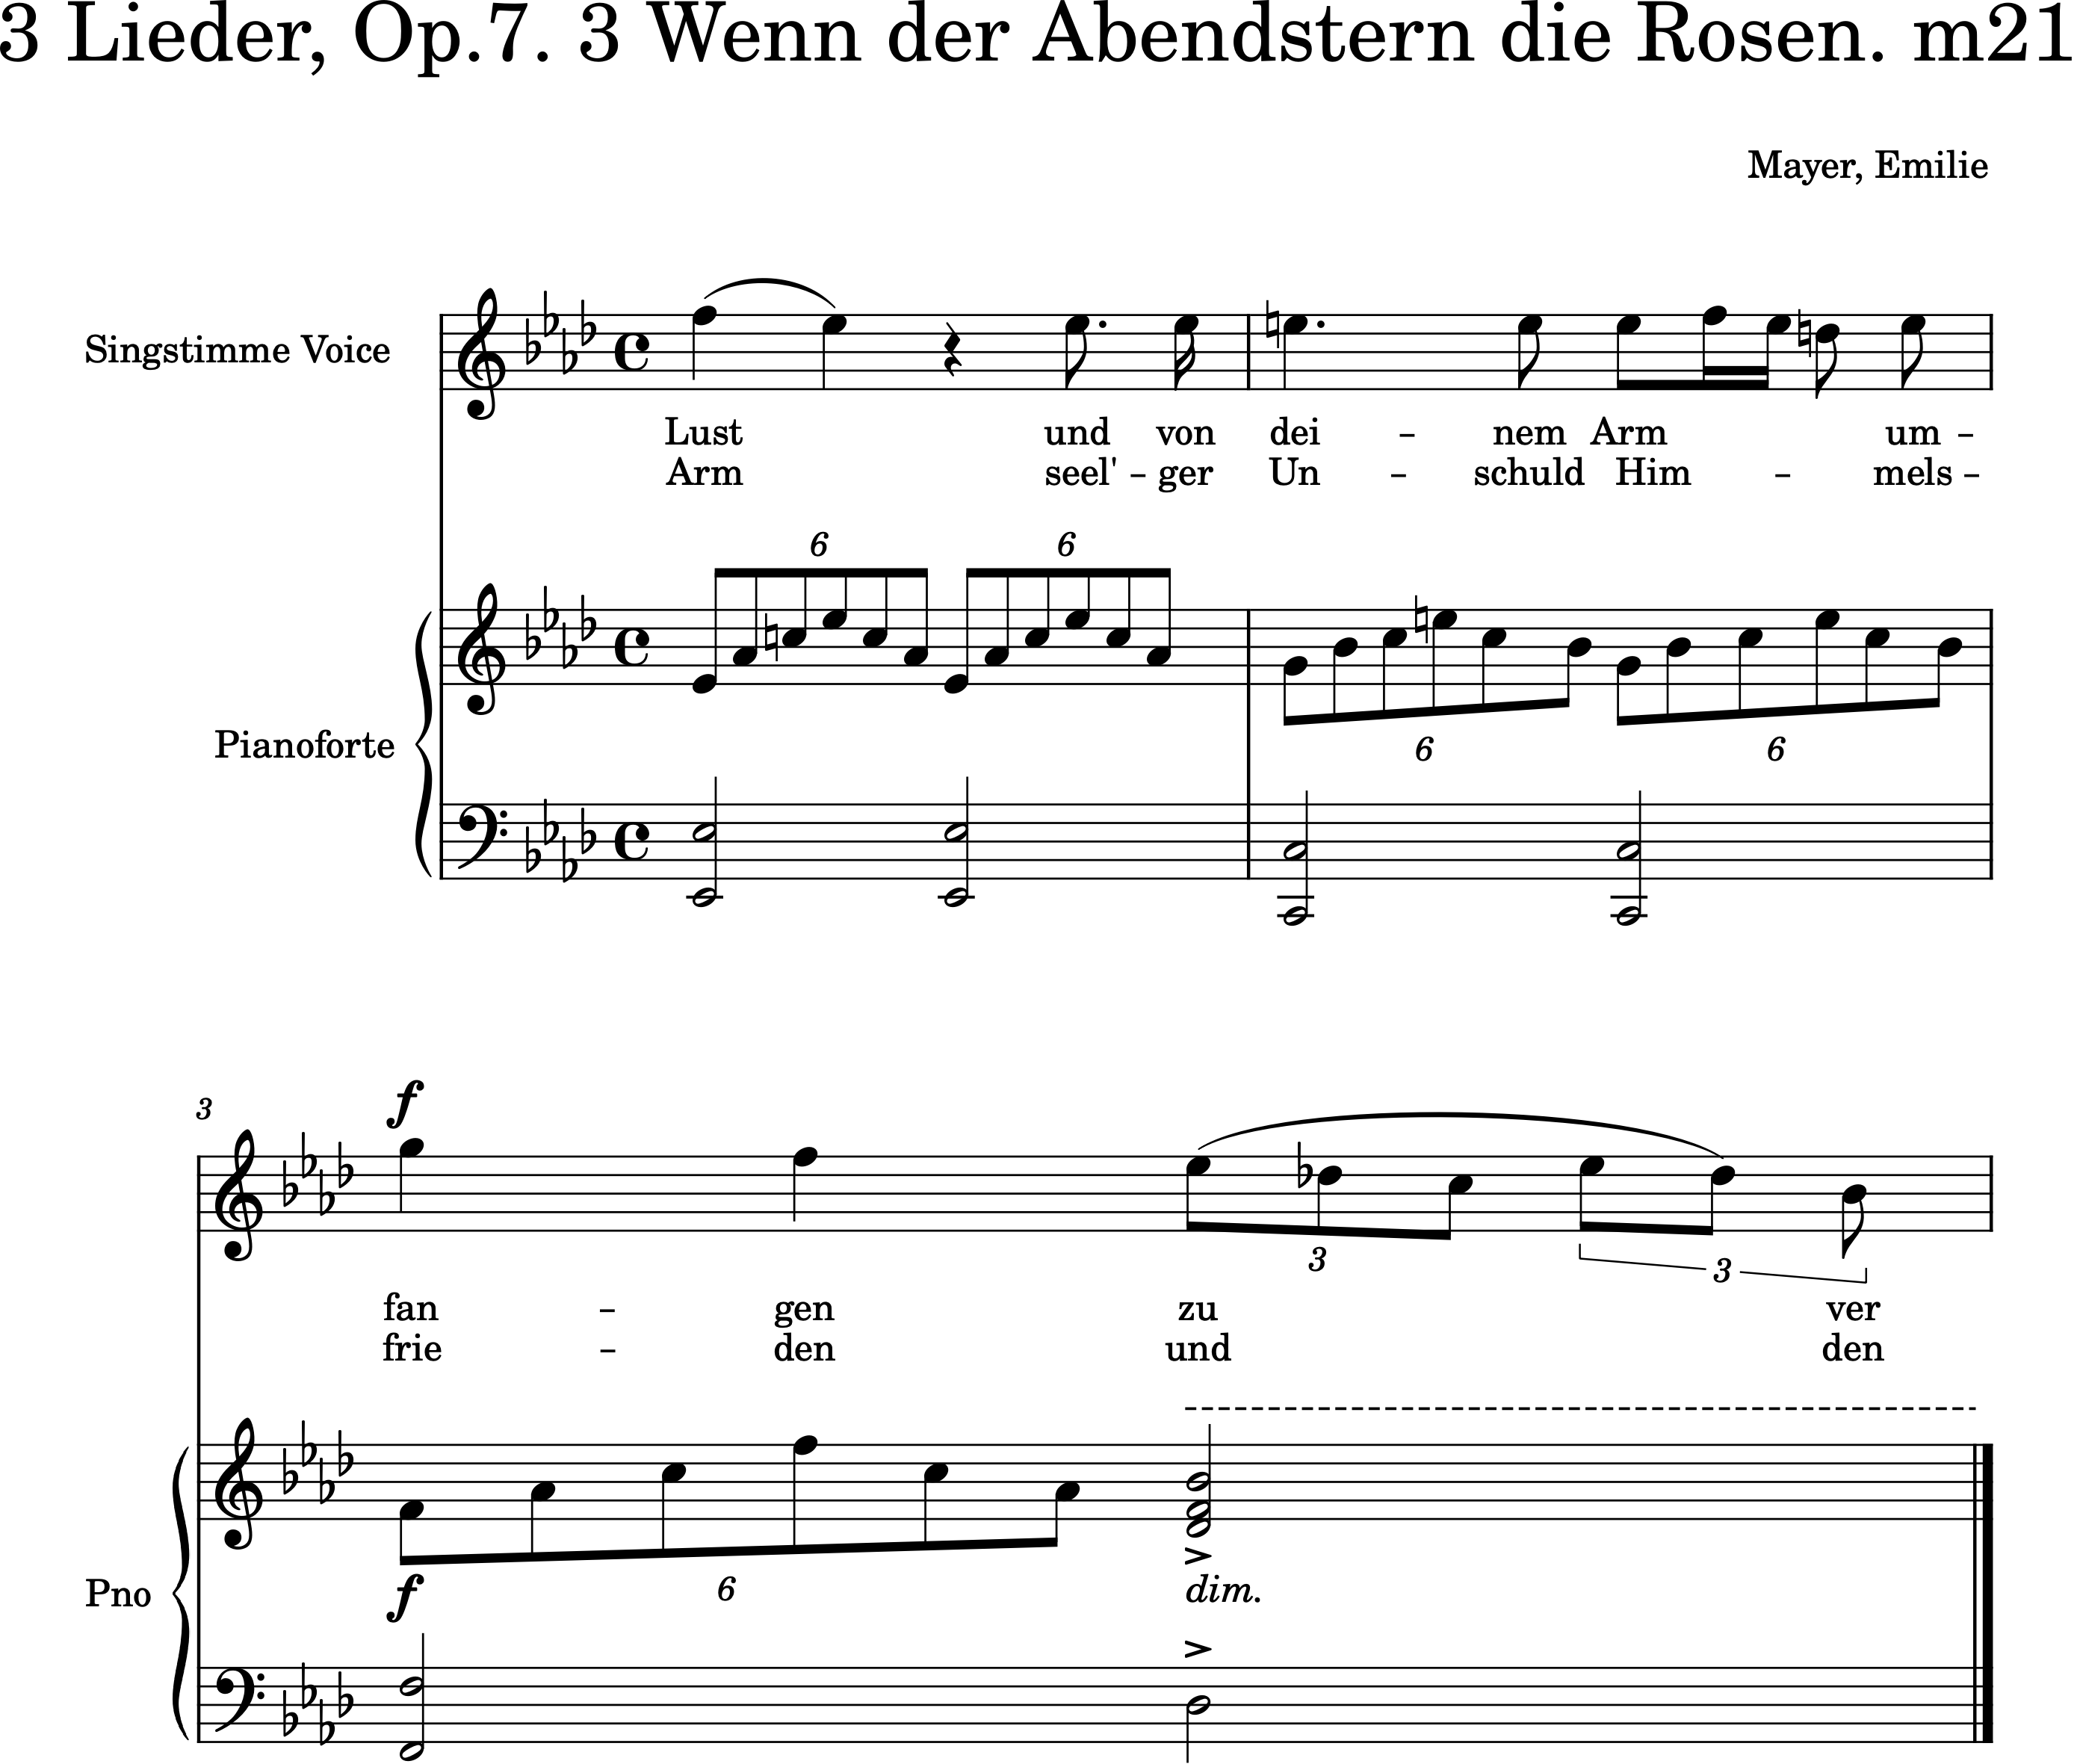 3 Lieder, Op.7. 3 Wenn der Abendstern die Rosen. m21
Mayer, Emilie
Singstimme Voice
Lust und von dei - nem Arm um -
Arm seel' - ger Un - schuld Him - mels -
6 6
Pianoforte
6 6
3
f
3 3
fan - gen zu ver
frie - den und den
Pno
f 6 dim.